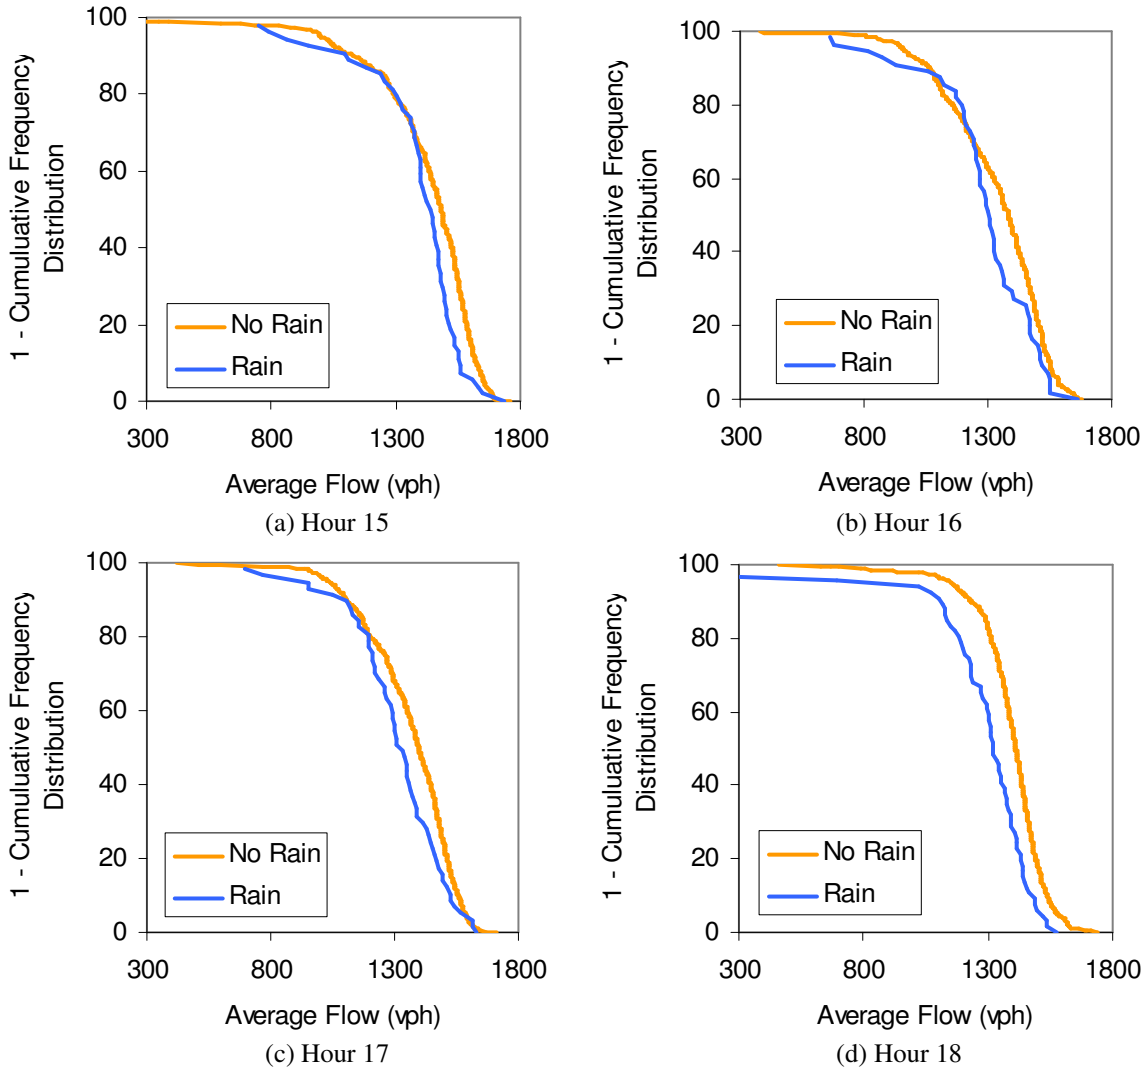 1 - Cumuluative Frequency
Distribution
100
80
60
40
20
0
No Rain
Rain
300
800
1300
1800
Average Flow (vph)
(a) Hour 15
1 - Cumuluative Frequency
Distribution
100
80
60
40
20
0
No Rain
Rain
300
800
1300
1800
Average Flow (vph)
(b) Hour 16
1 - Cumuluative Frequency
Distribution
100
80
60
40
20
0
No Rain
Rain
300
800
1300
1800
Average Flow (vph)
(c) Hour 17
1 - Cumuluative Frequency
Distribution
100
80
60
40
20
0
No Rain
Rain
300
800
1300
1800
Average Flow (vph)
(d) Hour 18